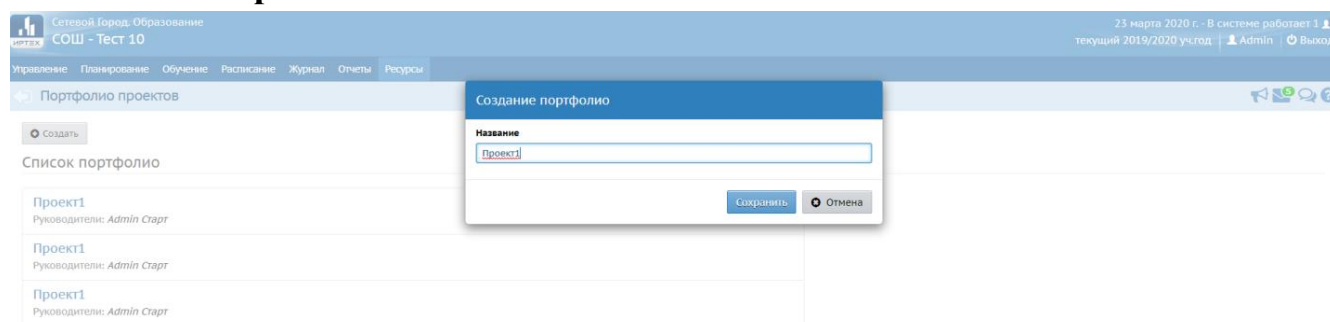 Сетевой Город. Образование
СОШ - Тест 10
ИРТЕХ
23 марта 2020 г. - В системе работает 1
текущий 2019/2020 уч.год | Admin Выход
Управление Планирование Обучение Расписание Журнал Отчеты Ресурсы
Портфолио проектов
5
Создать
Список портфолио
Проект1
Руководители: Admin Старт
Проект1
Руководители: Admin Старт
Проект1
Руководители: Admin Старт
Создание портфолио
Название
Проект1
Сохранить Отмена